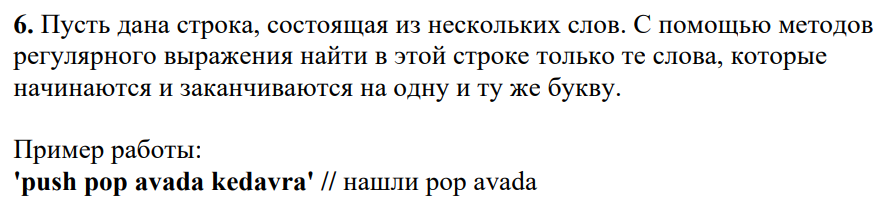 6. Пусть дана строка, состоящая из нескольких слов. С помощью методов
регулярного выражения найти в этой строке только те слова, которые
начинаются и заканчиваются на одну и ту же букву.
Пример работы:
'push pop avada kedavra' // нашли pop avada